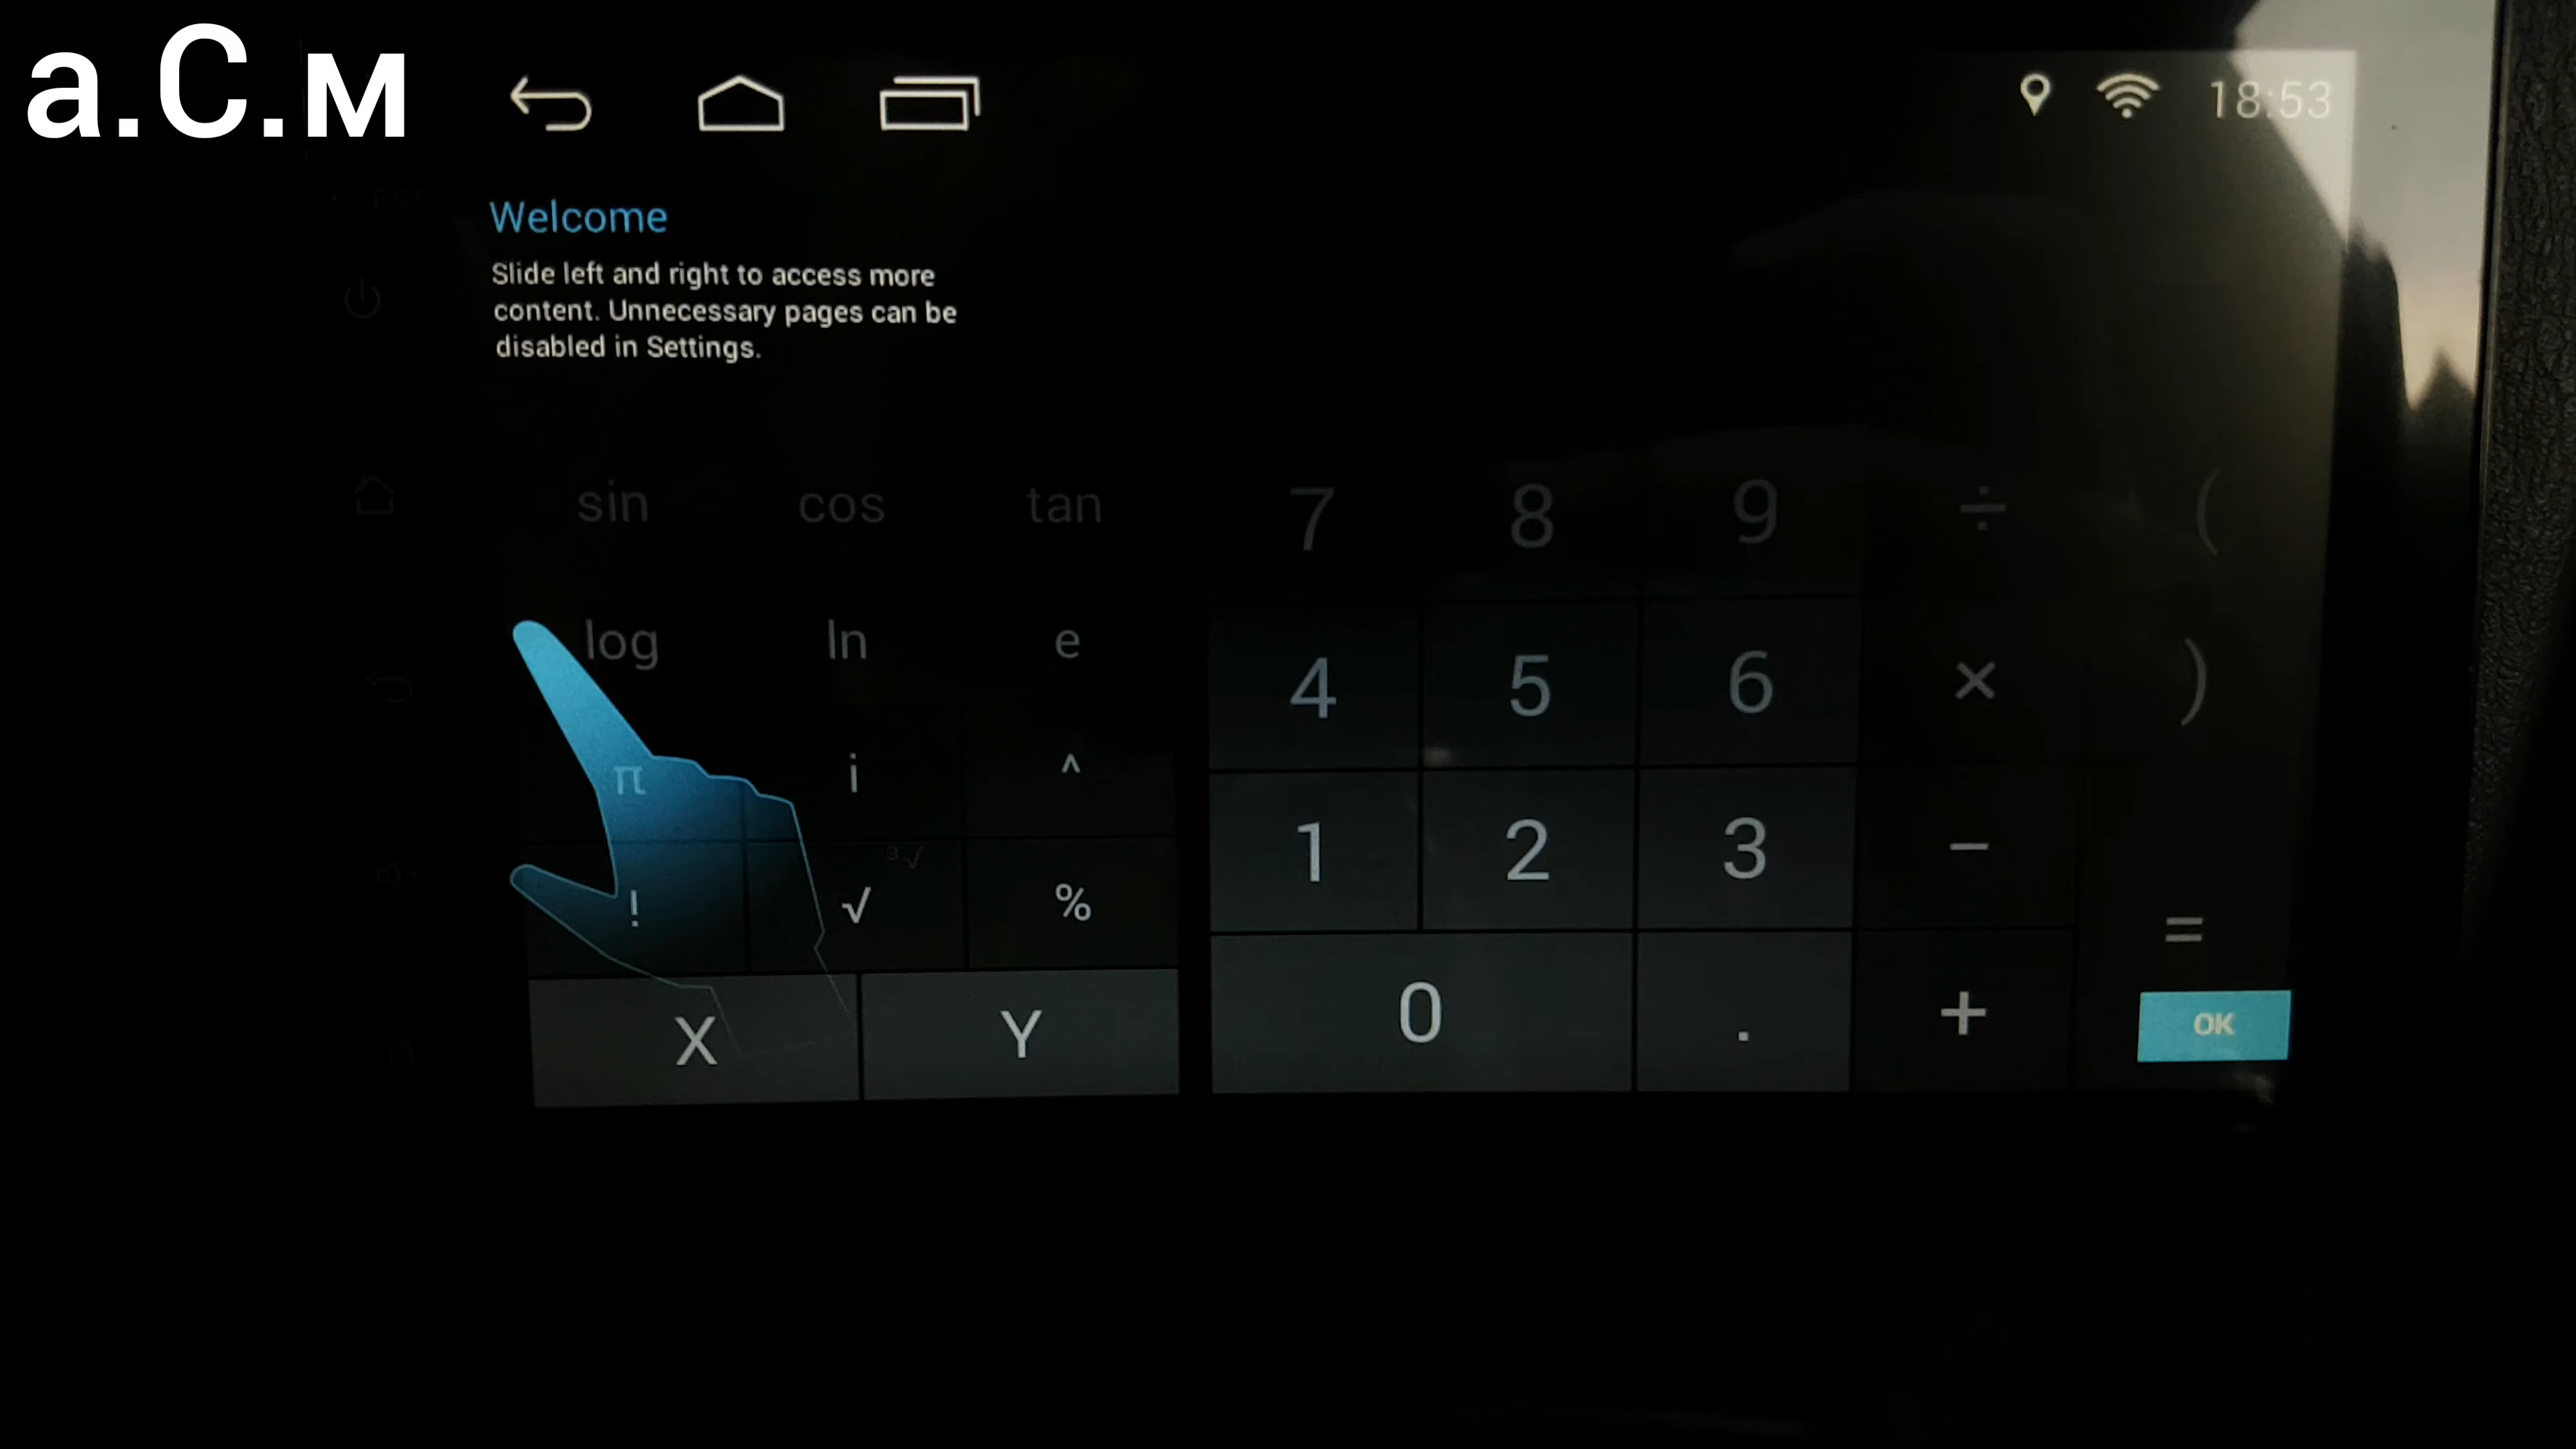 а.С.м
18:53
Welcome
Slide left and right to access more
content. Unnecessary pages can be
disabled in Settings.
sin cos tan 7 8 9 ÷ (
log ln e 4 5 6 × )
π i ^ 1 2 3 −
! ³√ √ % =
X Y 0 . + OK